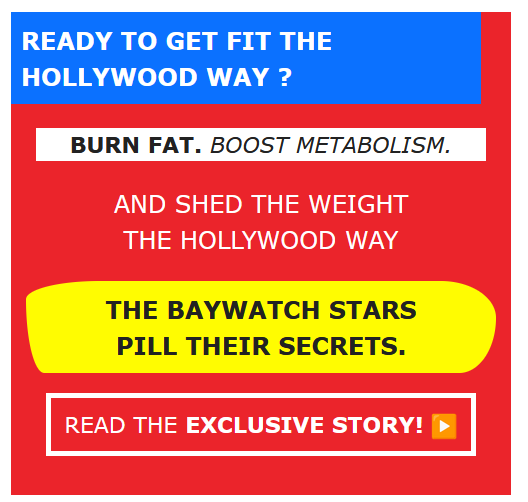 READY TO GET FIT THE
HOLLYWOOD WAY ?
BURN FAT. BOOST METABOLISM.
AND SHED THE WEIGHT
THE HOLLYWOOD WAY
THE BAYWATCH STARS
PILL THEIR SECRETS.
READ THE EXCLUSIVE STORY! ▶️